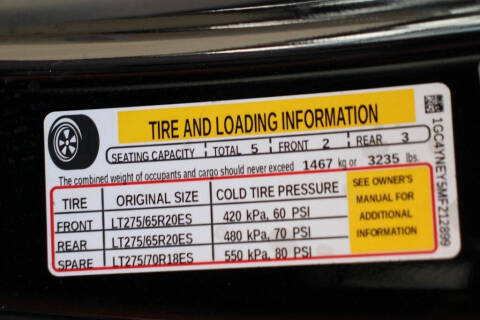 TIRE AND LOADING INFORMATION
SEATING CAPACITY TOTAL 5 FRONT 2 REAR 3
The combined weight of occupants and cargo should never exceed 1467 kg or 3235 lbs.
TIRE ORIGINAL SIZE COLD TIRE PRESSURE
FRONT LT275/65R20ES 420 kPa, 60 PSI
REAR LT275/65R20ES 480 kPa, 70 PSI
SPARE LT275/70R18ES 550 kPa, 80 PSI
SEE OWNER'S
MANUAL FOR
ADDITIONAL
INFORMATION
1GC4YNEY5MF212899